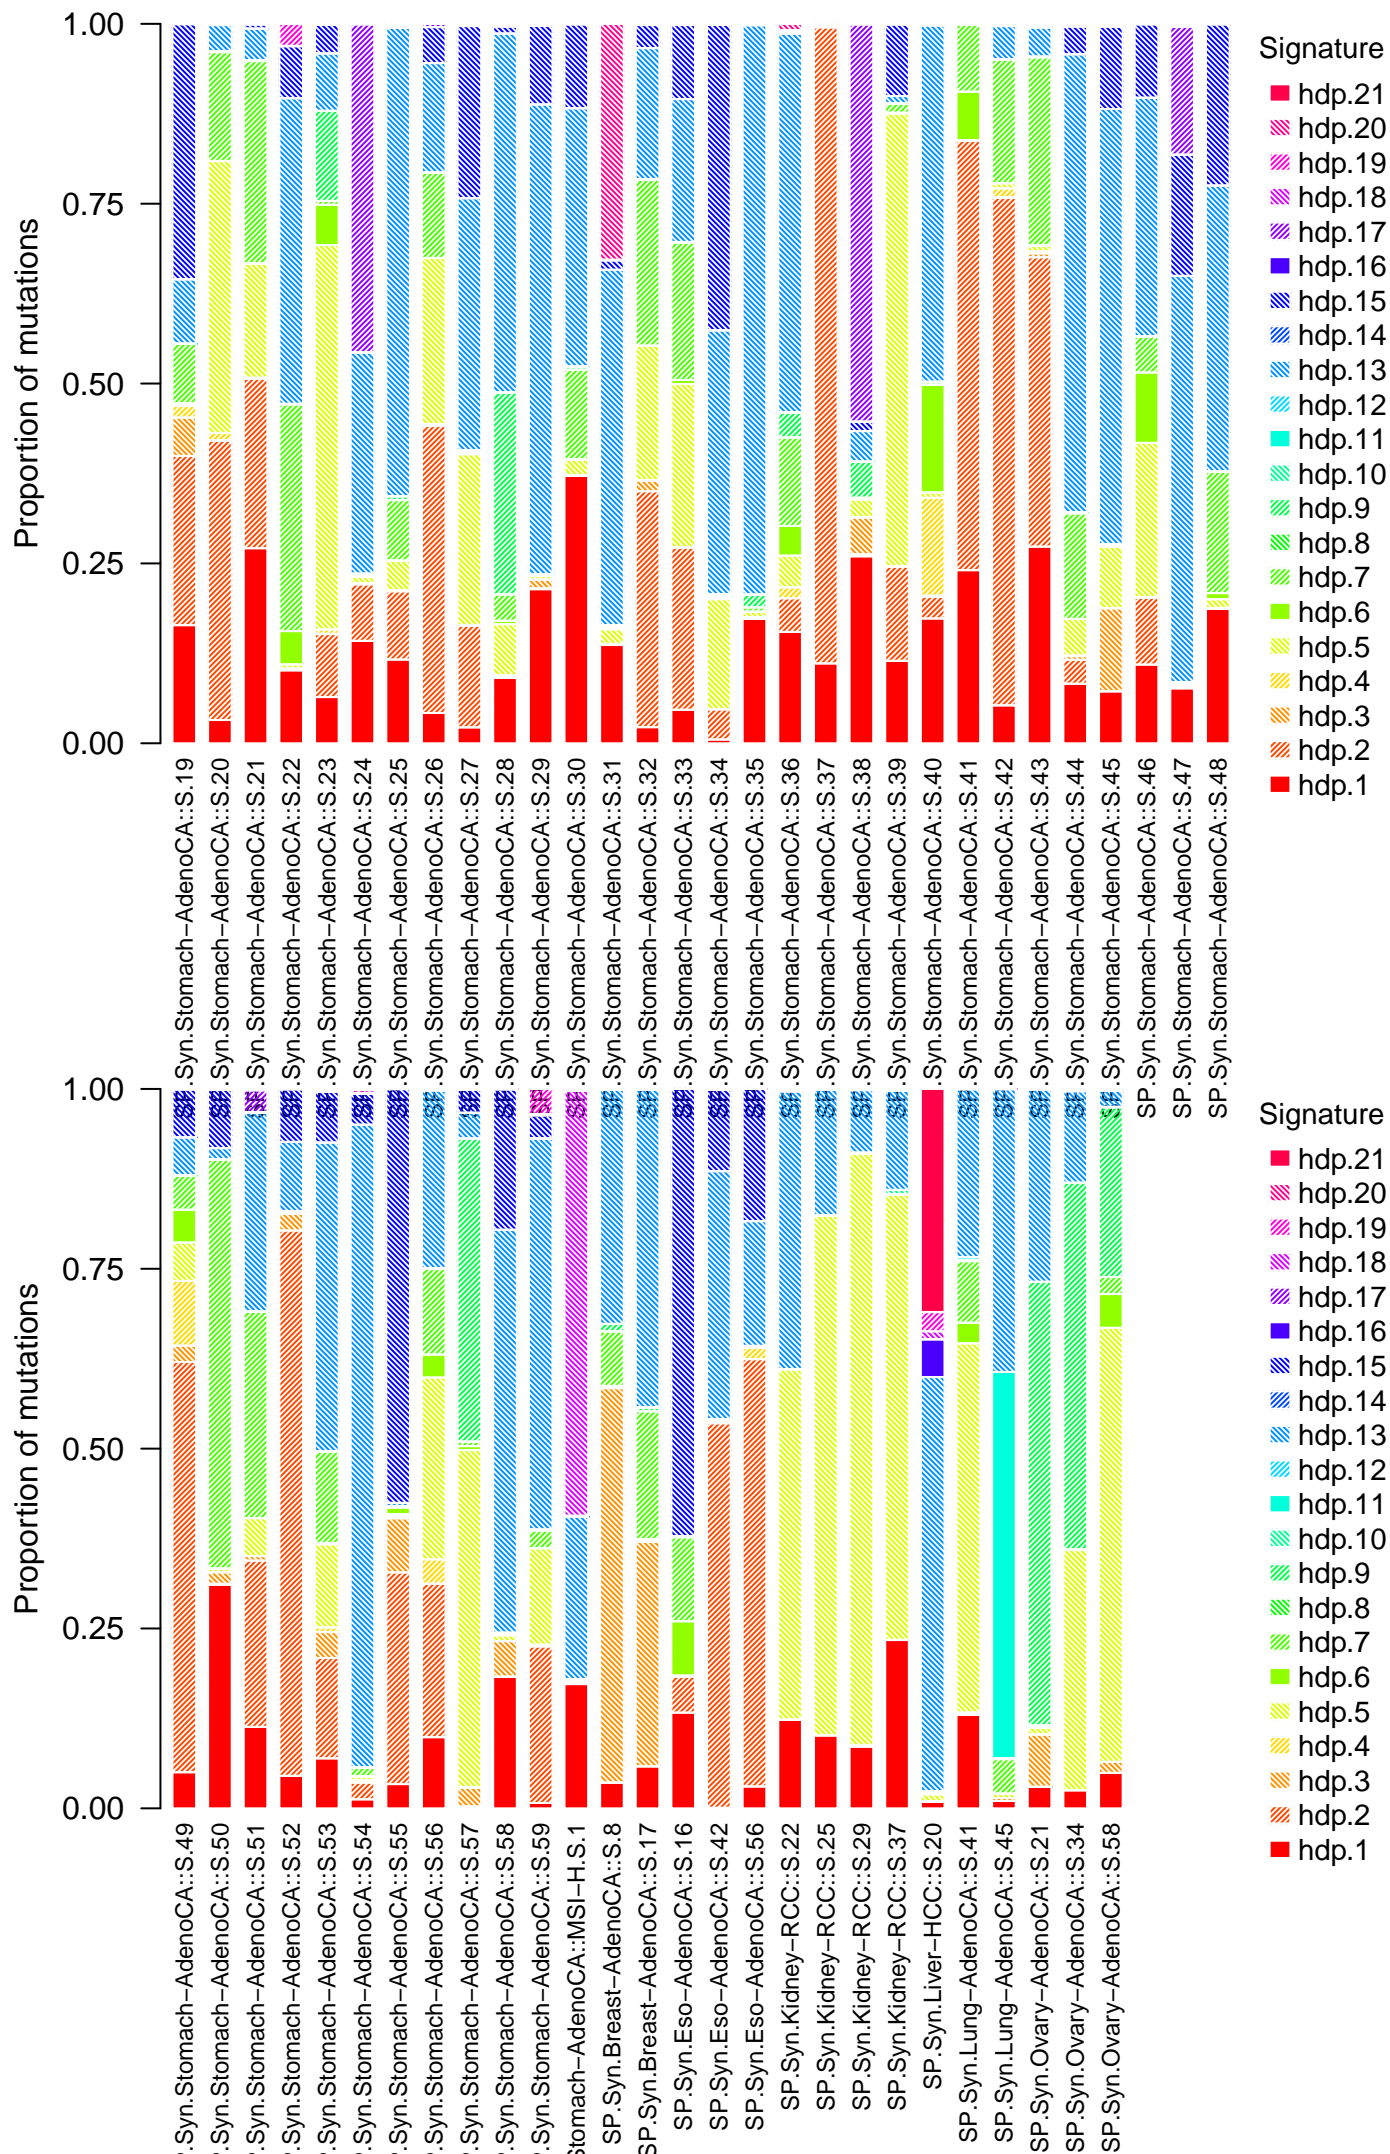 Proportion of mutations
1.00
0.75
0.50
0.25
0.00
Signature
hdp.21
hdp.20
hdp.19
hdp.18
hdp.17
hdp.16
hdp.15
hdp.14
hdp.13
hdp.12
hdp.11
hdp.10
hdp.9
hdp.8
hdp.7
hdp.6
hdp.5
hdp.4
hdp.3
hdp.2
hdp.1
SP.Syn.Stomach−AdenoCA::S.19
SP.Syn.Stomach−AdenoCA::S.20
SP.Syn.Stomach−AdenoCA::S.21
SP.Syn.Stomach−AdenoCA::S.22
SP.Syn.Stomach−AdenoCA::S.23
SP.Syn.Stomach−AdenoCA::S.24
SP.Syn.Stomach−AdenoCA::S.25
SP.Syn.Stomach−AdenoCA::S.26
SP.Syn.Stomach−AdenoCA::S.27
SP.Syn.Stomach−AdenoCA::S.28
SP.Syn.Stomach−AdenoCA::S.29
SP.Syn.Stomach−AdenoCA::S.30
SP.Syn.Stomach−AdenoCA::S.31
SP.Syn.Stomach−AdenoCA::S.32
SP.Syn.Stomach−AdenoCA::S.33
SP.Syn.Stomach−AdenoCA::S.34
SP.Syn.Stomach−AdenoCA::S.35
SP.Syn.Stomach−AdenoCA::S.36
SP.Syn.Stomach−AdenoCA::S.37
SP.Syn.Stomach−AdenoCA::S.38
SP.Syn.Stomach−AdenoCA::S.39
.Syn.Stomach−AdenoCA::S.40
SP.Syn.Stomach−AdenoCA::S.41
SP.Syn.Stomach−AdenoCA::S.42
SP.Syn.Stomach−AdenoCA::S.43
SP.Syn.Stomach−AdenoCA::S.44
SP.Syn.Stomach−AdenoCA::S.45
SP.Syn.Stomach−AdenoCA::S.46
SP.Syn.Stomach−AdenoCA::S.47
SP.Syn.Stomach−AdenoCA::S.48
Proportion of mutations
1.00
0.75
0.50
0.25
0.00
Signature
hdp.21
hdp.20
hdp.19
hdp.18
hdp.17
hdp.16
hdp.15
hdp.14
hdp.13
hdp.12
hdp.11
hdp.10
hdp.9
hdp.8
hdp.7
hdp.6
hdp.5
hdp.4
hdp.3
hdp.2
hdp.1
.Syn.Stomach−AdenoCA::S.49
.Syn.Stomach−AdenoCA::S.50
.Syn.Stomach−AdenoCA::S.51
.Syn.Stomach−AdenoCA::S.52
.Syn.Stomach−AdenoCA::S.53
.Syn.Stomach−AdenoCA::S.54
.Syn.Stomach−AdenoCA::S.55
.Syn.Stomach−AdenoCA::S.56
.Syn.Stomach−AdenoCA::S.57
.Syn.Stomach−AdenoCA::S.58
.Syn.Stomach−AdenoCA::S.59
Stomach−AdenoCA::MSI−H.S.1
SP.Syn.Breast−AdenoCA::S.8
SP.Syn.Breast−AdenoCA::S.17
SP.Syn.Eso−AdenoCA::S.16
SP.Syn.Eso−AdenoCA::S.42
SP.Syn.Eso−AdenoCA::S.56
SP.Syn.Kidney−RCC::S.22
SP.Syn.Kidney−RCC::S.25
SP.Syn.Kidney−RCC::S.29
SP.Syn.Kidney−RCC::S.37
SP.Syn.Liver−HCC::S.20
SP.Syn.Lung−AdenoCA::S.41
SP.Syn.Lung−AdenoCA::S.45
SP.Syn.Ovary−AdenoCA::S.21
SP.Syn.Ovary−AdenoCA::S.34
SP.Syn.Ovary−AdenoCA::S.58